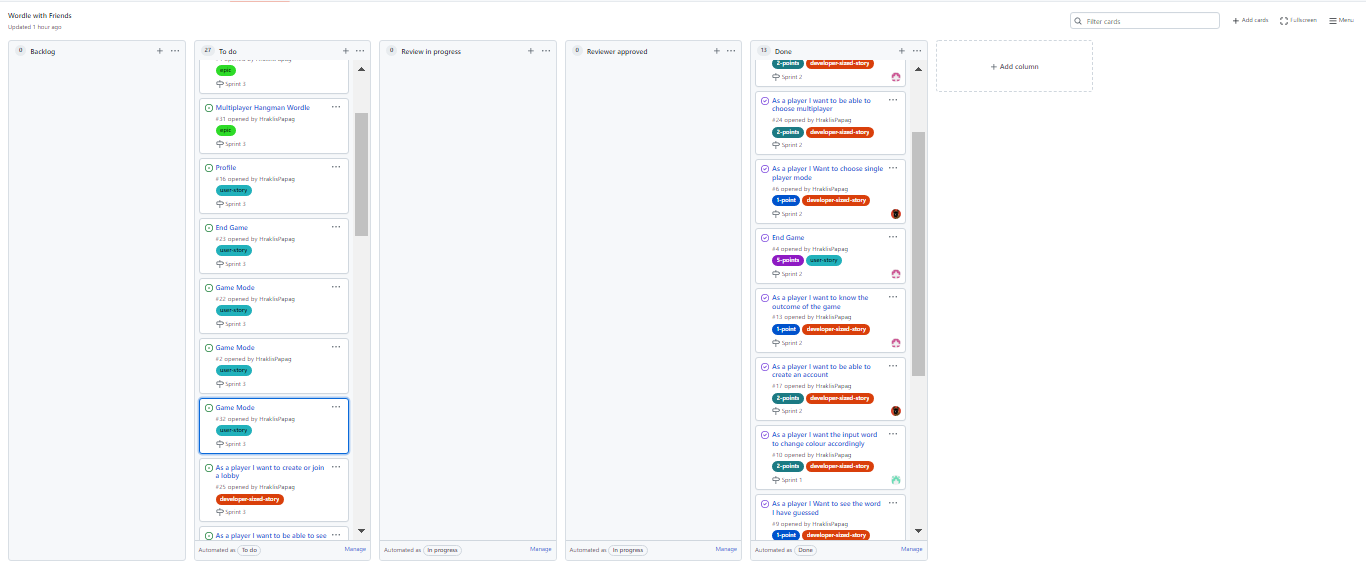 Wordle with Friends
Updated 1 hour ago
Filter cards
+ Add cards
Fullscreen
Menu
0 Backlog
27 To do
epic
Sprint 3
Multiplayer Hangman Wordle
#31 opened by HraklisPapag
epic
Sprint 3
Profile
#16 opened by HraklisPapag
user-story
Sprint 3
End Game
#23 opened by HraklisPapag
user-story
Sprint 3
Game Mode
#22 opened by HraklisPapag
user-story
Sprint 3
Game Mode
#2 opened by HraklisPapag
user-story
Sprint 3
Game Mode
#32 opened by HraklisPapag
user-story
Sprint 3
As a player I want to create or join
a lobby
#25 opened by HraklisPapag
developer-sized-story
Sprint 3
As a player I want to be able to see
Automated as To do
Manage
0 Review in progress
Automated as In progress
Manage
0 Reviewer approved
Automated as In progress
Manage
13 Done
2-points developer-sized-story
Sprint 2
As a player I want to be able to
choose multiplayer
#24 opened by HraklisPapag
2-points developer-sized-story
Sprint 2
As a player I Want to choose single
player mode
#6 opened by HraklisPapag
1-point developer-sized-story
Sprint 2
End Game
#4 opened by HraklisPapag
5-points user-story
Sprint 2
As a player I want to know the
outcome of the game
#13 opened by HraklisPapag
1-point developer-sized-story
Sprint 2
As a player I want to be able to
create an account
#17 opened by HraklisPapag
2-points developer-sized-story
Sprint 2
As a player I want the input word
to change colour accordingly
#10 opened by HraklisPapag
2-points developer-sized-story
Sprint 1
As a player I Want to see the word
I have guessed
#9 opened by HraklisPapag
1-point developer-sized-story
Automated as Done
Manage
+ Add column